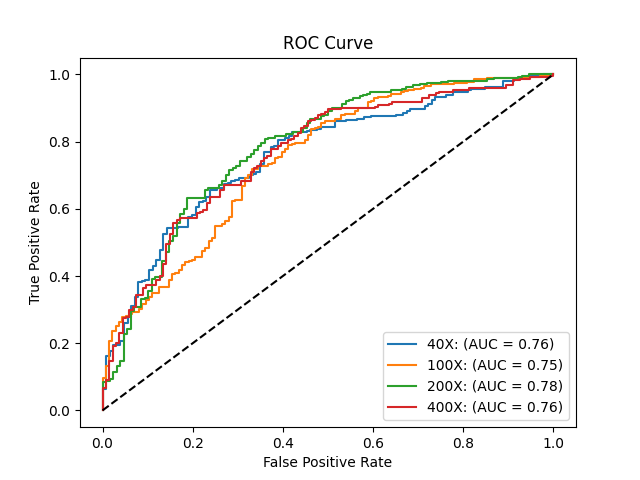 ROC Curve
1.0
0.8
0.6
0.4
0.2
0.0
True Positive Rate
40X: (AUC = 0.76)
100X: (AUC = 0.75)
200X: (AUC = 0.78)
400X: (AUC = 0.76)
0.0 0.2 0.4 0.6 0.8 1.0
False Positive Rate